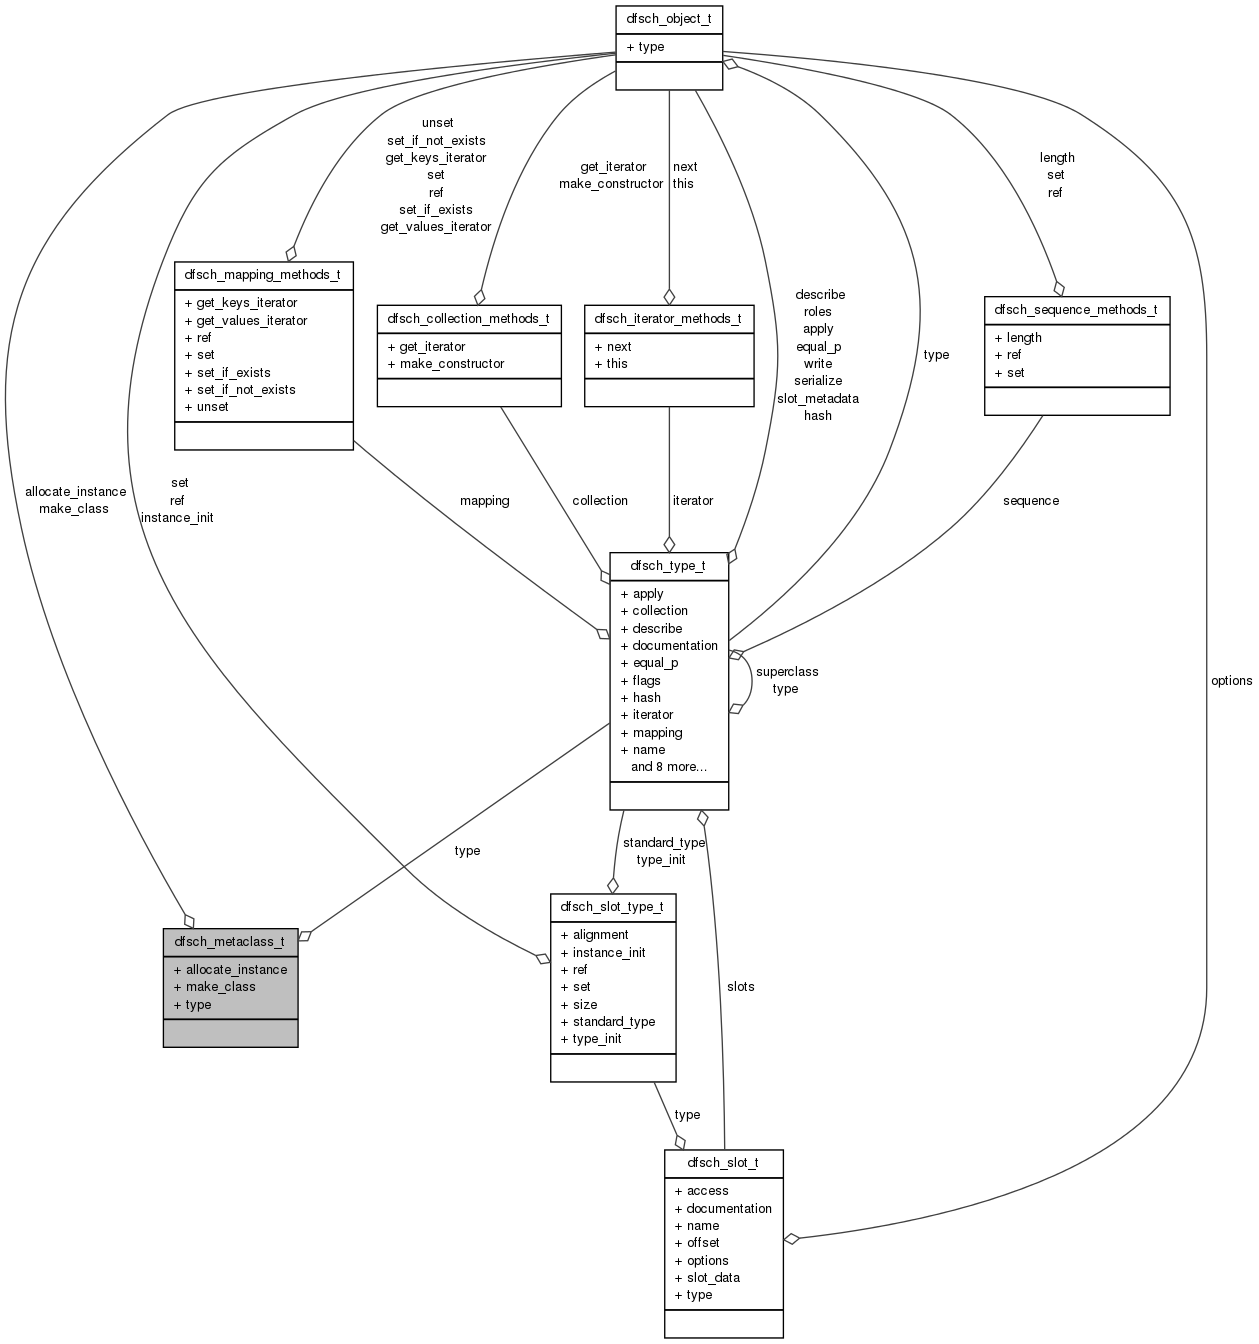 dfsch_object_t
+ type
unset
set_if_not_exists
get_keys_iterator
set
ref
set_if_exists
get_values_iterator
get_iterator
make_constructor
next
this
length
set
ref
dfsch_mapping_methods_t
+ get_keys_iterator
+ get_values_iterator
+ ref
+ set
+ set_if_exists
+ set_if_not_exists
+ unset
dfsch_collection_methods_t
+ get_iterator
+ make_constructor
dfsch_iterator_methods_t
+ next
+ this
describe
roles
apply
equal_p
write
serialize
slot_metadata
hash
type
dfsch_sequence_methods_t
+ length
+ ref
+ set
allocate_instance
make_class
set
ref
instance_init
mapping
collection
iterator
sequence
dfsch_type_t
+ apply
+ collection
+ describe
+ documentation
+ equal_p
+ flags
+ hash
+ iterator
+ mapping
+ name
and 8 more...
superclass
type
options
type
standard_type
type_init
slots
dfsch_metaclass_t
+ allocate_instance
+ make_class
+ type
dfsch_slot_type_t
+ alignment
+ instance_init
+ ref
+ set
+ size
+ standard_type
+ type_init
type
dfsch_slot_t
+ access
+ documentation
+ name
+ offset
+ options
+ slot_data
+ type